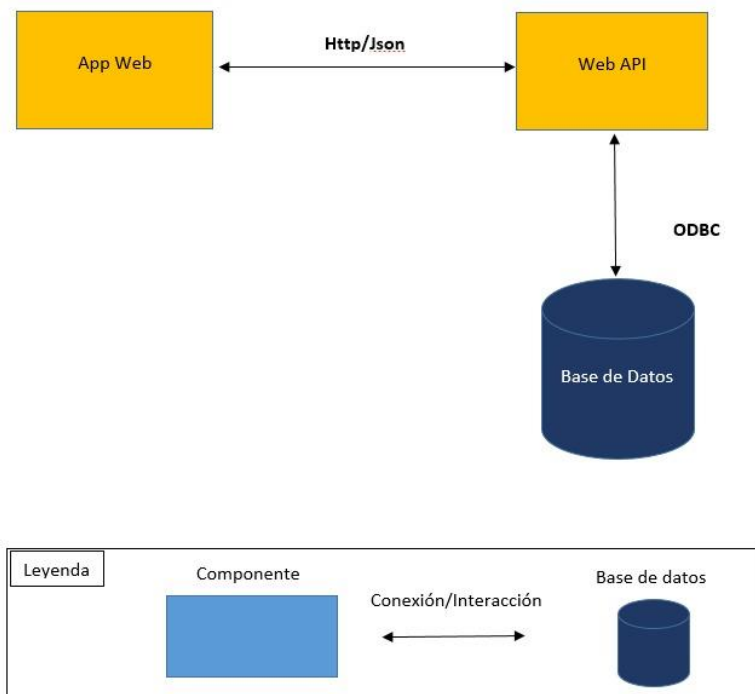 Http/Json
App Web
Web API
ODBC
Base de Datos
Leyenda
Componente
Conexión/Interacción
Base de datos